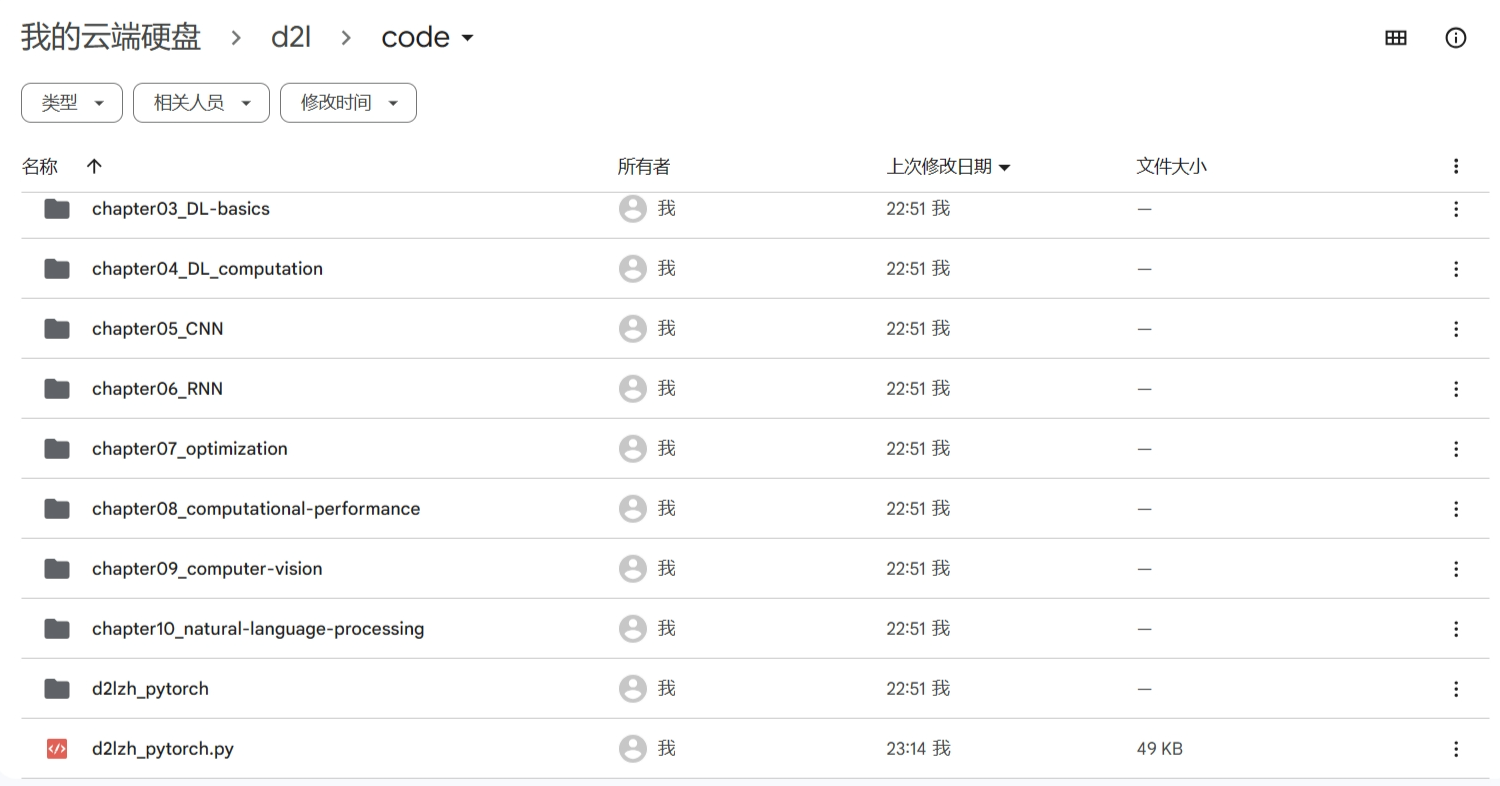 我的云端硬盘 > d2l > code
类型 相关人员 修改时间
名称 所有者 上次修改日期 文件大小
chapter03_DL-basics 我 22:51 我 —
chapter04_DL_computation 我 22:51 我 —
chapter05_CNN 我 22:51 我 —
chapter06_RNN 我 22:51 我 —
chapter07_optimization 我 22:51 我 —
chapter08_computational-performance 我 22:51 我 —
chapter09_computer-vision 我 22:51 我 —
chapter10_natural-language-processing 我 22:51 我 —
d2lzh_pytorch 我 22:51 我 —
d2lzh_pytorch.py 我 23:14 我 49 KB